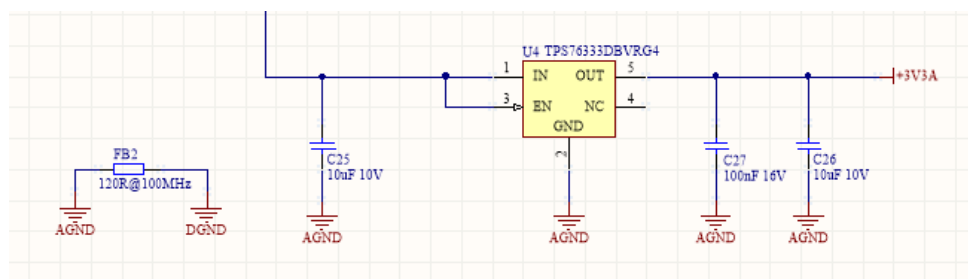 U4 TPS76333DBVRG4
1 IN OUT 5
+3V3A
3 EN NC 4
GND
2
FB2
120R@100MHz
C25
10uF 10V
C27
100nF 16V
C26
10uF 10V
AGND
DGND
AGND
AGND
AGND
AGND